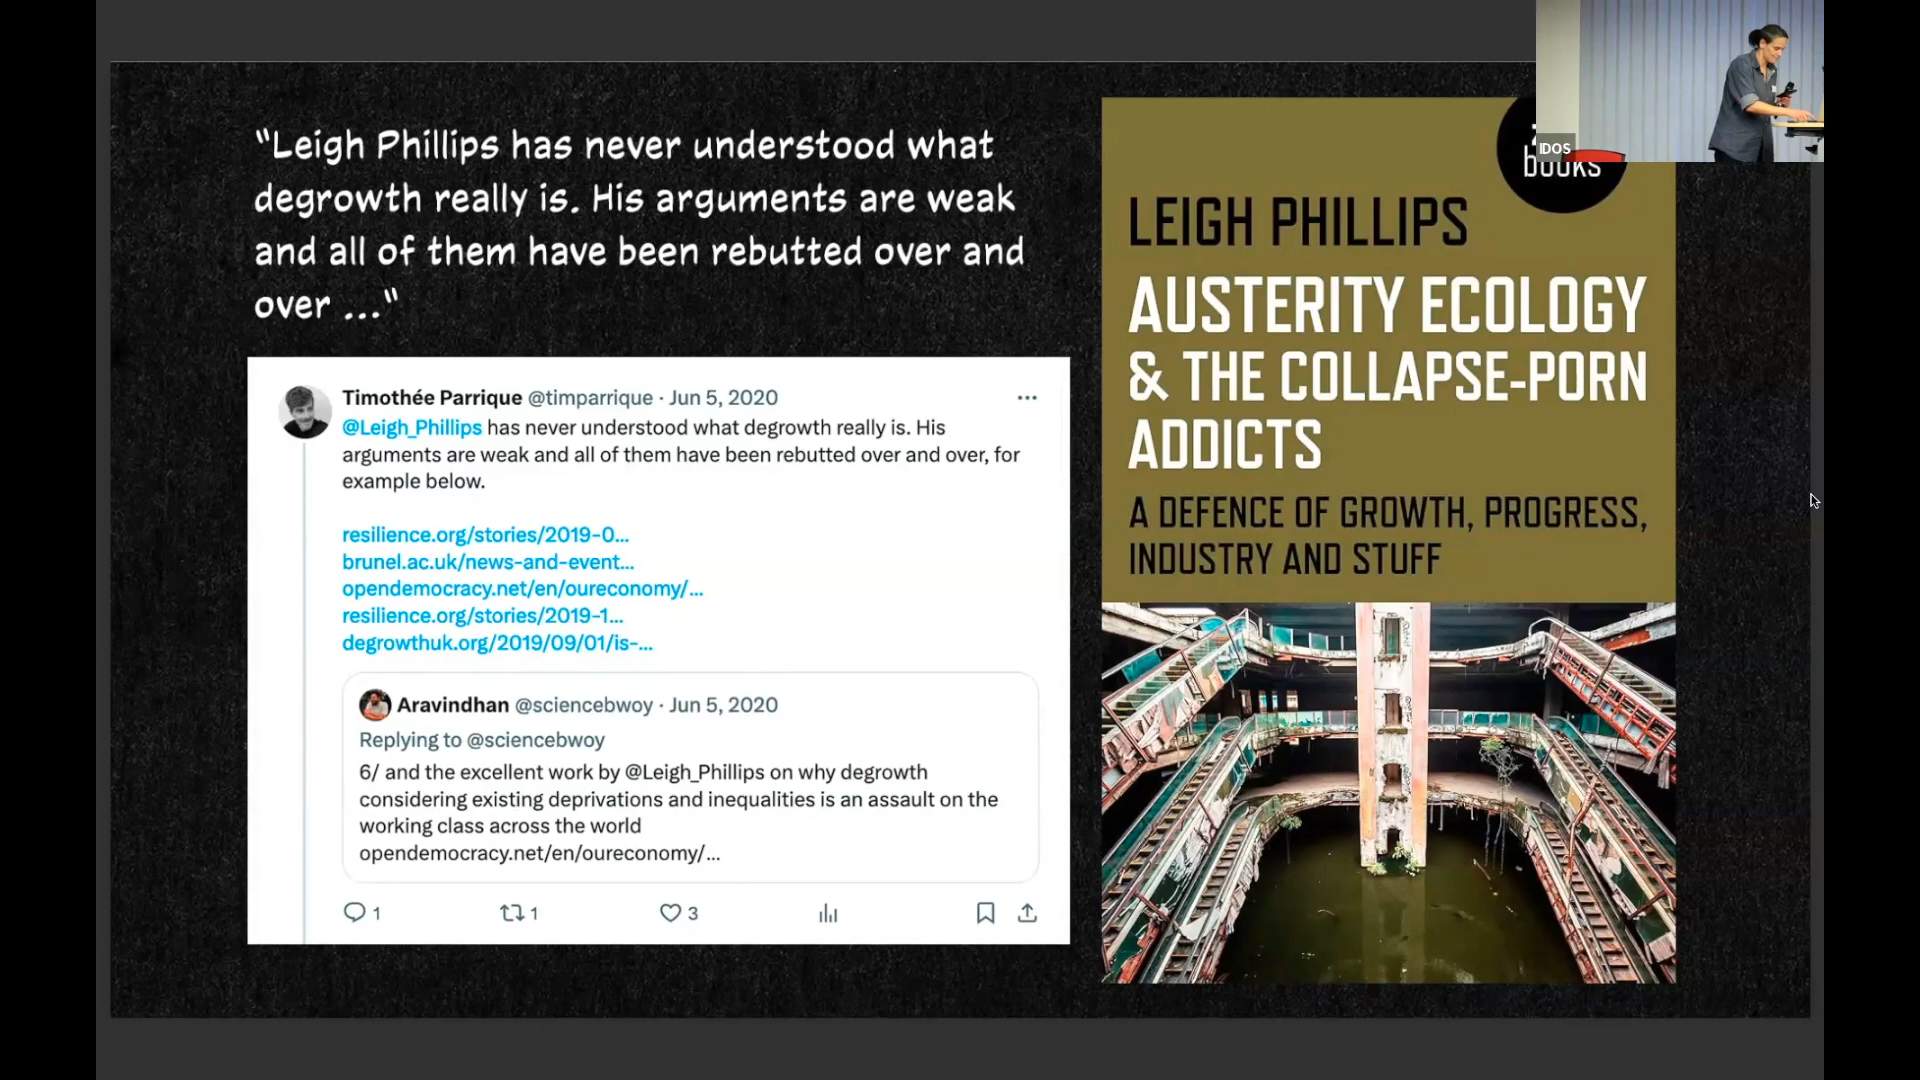 "Leigh Phillips has never understood what
degrowth really is. His arguments are weak
and all of them have been rebutted over and
over ..."
Timothée Parrique @timparrique · Jun 5, 2020
@Leigh_Phillips has never understood what degrowth really is. His
arguments are weak and all of them have been rebutted over and over, for
example below.
resilience.org/stories/2019-0...
brunel.ac.uk/news-and-event...
opendemocracy.net/en/oureconomy/...
resilience.org/stories/2019-1...
degrowthuk.org/2019/09/01/is-...
Aravindhan @sciencebwoy · Jun 5, 2020
Replying to @sciencebwoy
6/ and the excellent work by @Leigh_Phillips on why degrowth
considering existing deprivations and inequalities is an assault on the
working class across the world
opendemocracy.net/en/oureconomy/...
1
1
3
IDOS
books
LEIGH PHILLIPS
AUSTERITY ECOLOGY
& THE COLLAPSE-PORN
ADDICTS
A DEFENCE OF GROWTH, PROGRESS,
INDUSTRY AND STUFF